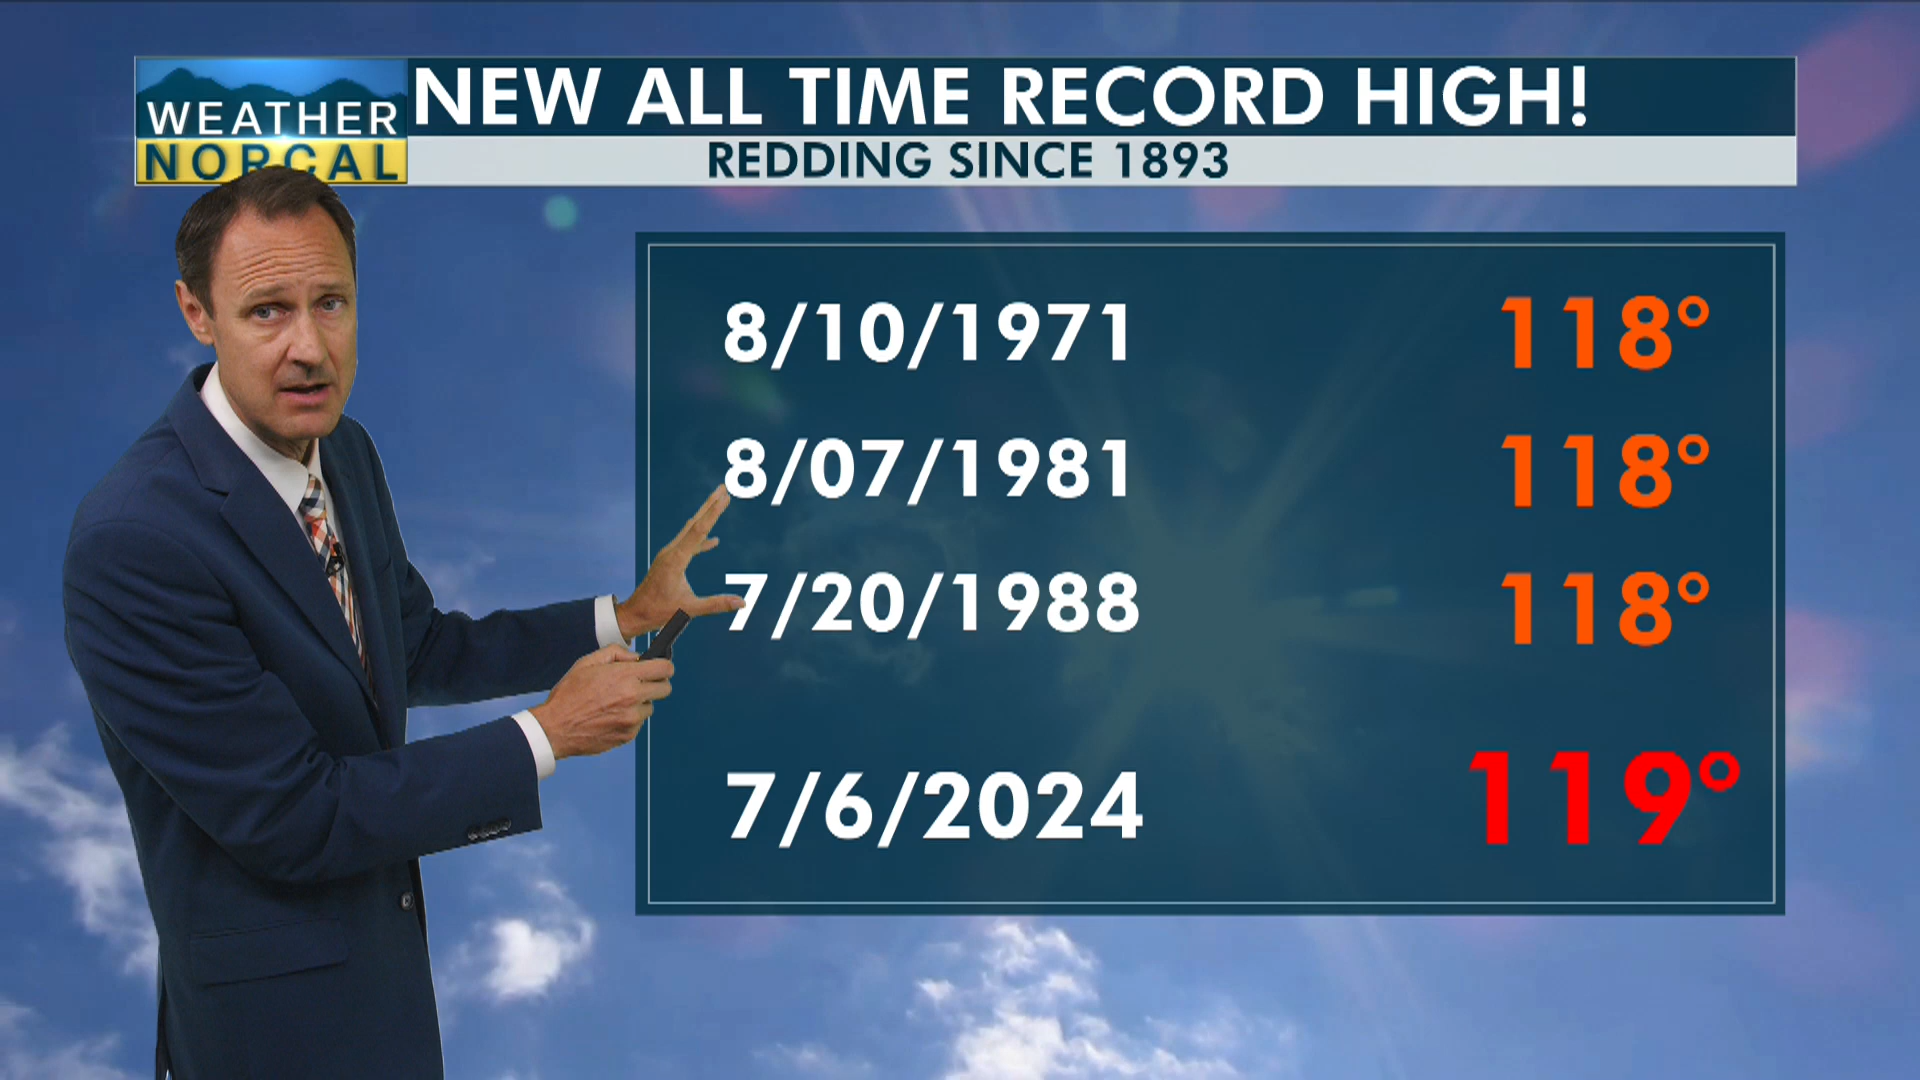 WEATHER
NORCAL
NEW ALL TIME RECORD HIGH!
REDDING SINCE 1893
8/10/1971 118°
8/07/1981 118°
7/20/1988 118°
7/6/2024 119°